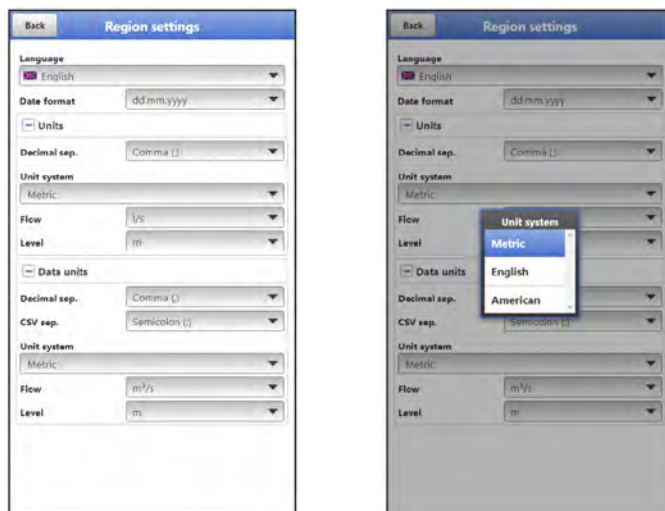 Back Region settings
Language
English
Date format dd.mm.yyyy
Units
Decimal sep. Comma (,)
Unit system
Metric
Flow l/s
Level m
Data units
Decimal sep. Comma (,)
CSV sep. Semicolon (;)
Unit system
Metric
Flow m³/s
Level m
Back Region settings
Language
English
Date format dd.mm.yyyy
Units
Decimal sep. Comma (,)
Unit system
Metric
Flow
Level
Unit system
Metric
English
American
Data units
Decimal sep.
CSV sep. Semicolon (;)
Unit system
Metric
Flow m³/s
Level m